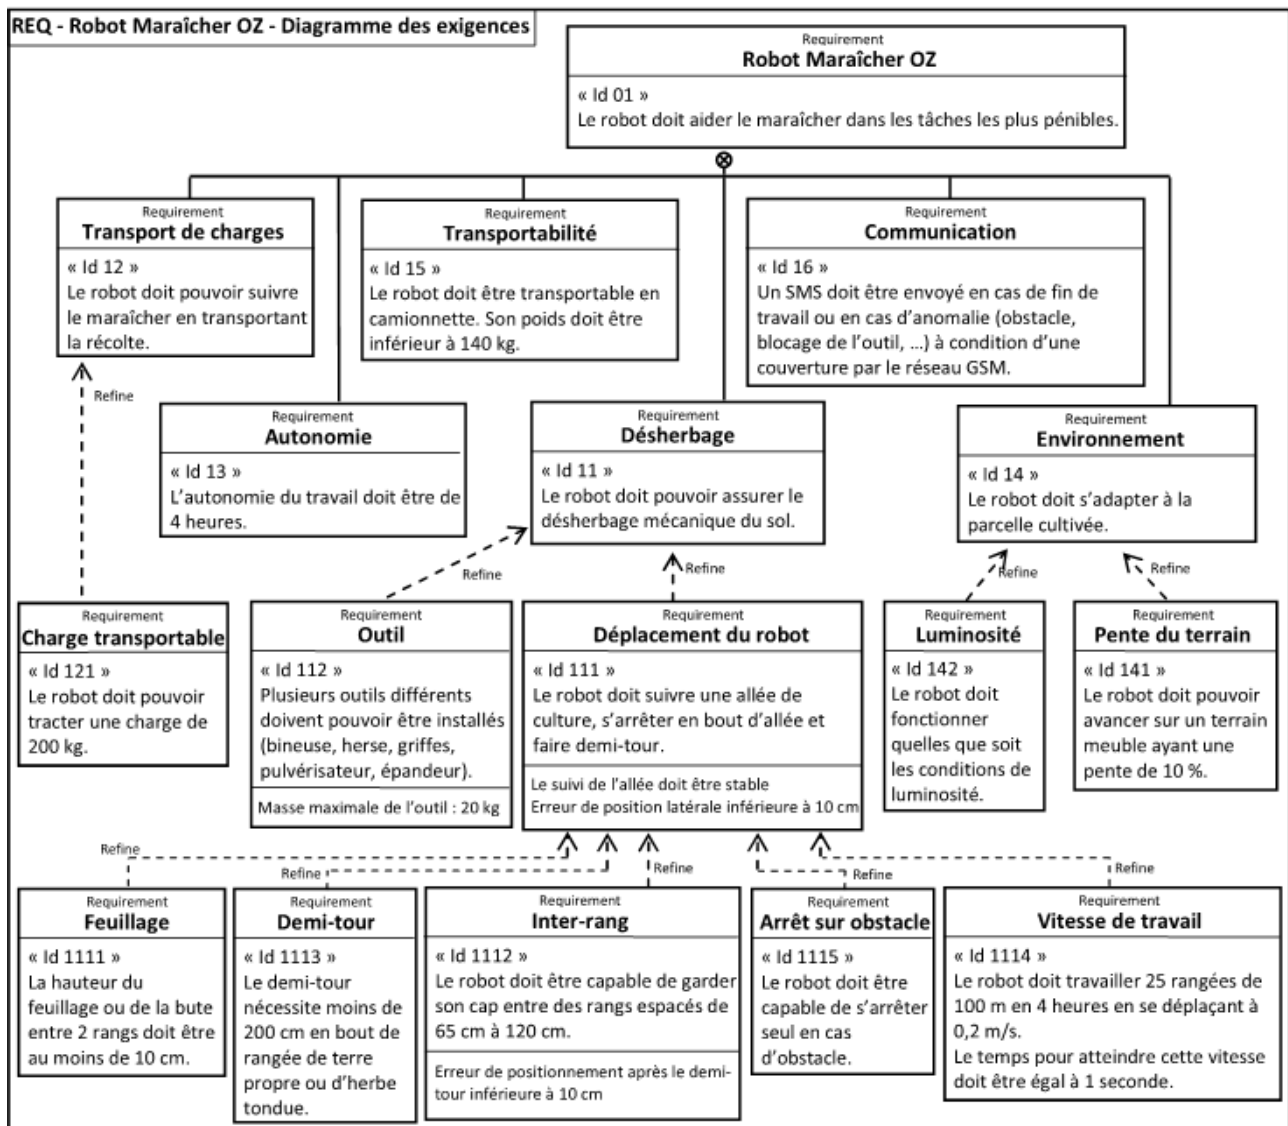 REQ - Robot Maraîcher OZ - Diagramme des exigences
Requirement
Robot Maraîcher OZ
« Id 01 »
Le robot doit aider le maraîcher dans les tâches les plus pénibles.
Requirement
Transport de charges
« Id 12 »
Le robot doit pouvoir suivre
le maraîcher en transportant
la récolte.
Requirement
Transportabilité
« Id 15 »
Le robot doit être transportable en
camionnette. Son poids doit être
inférieur à 140 kg.
Requirement
Communication
« Id 16 »
Un SMS doit être envoyé en cas de fin de
travail ou en cas d'anomalie (obstacle,
blocage de l'outil, ...) à condition d'une
couverture par le réseau GSM.
Refine
Requirement
Autonomie
« Id 13 »
L'autonomie du travail doit être de
4 heures.
Requirement
Désherbage
« Id 11 »
Le robot doit pouvoir assurer le
désherbage mécanique du sol.
Requirement
Environnement
« Id 14 »
Le robot doit s'adapter à la
parcelle cultivée.
Refine
Refine
Refine
Refine
Requirement
Charge transportable
« Id 121 »
Le robot doit pouvoir
tracter une charge de
200 kg.
Requirement
Outil
« Id 112 »
Plusieurs outils différents
doivent pouvoir être installés
(bineuse, herse, griffes,
pulvérisateur, épandeur).
Masse maximale de l'outil : 20 kg
Requirement
Déplacement du robot
« Id 111 »
Le robot doit suivre une allée de
culture, s'arrêter en bout d'allée et
faire demi-tour.
Le suivi de l'allée doit être stable
Erreur de position latérale inférieure à 10 cm
Requirement
Luminosité
« Id 142 »
Le robot doit
fonctionner
quelles que soit
les conditions de
luminosité.
Requirement
Pente du terrain
« Id 141 »
Le robot doit pouvoir
avancer sur un terrain
meuble ayant une
pente de 10 %.
Refine
Refine
Refine
Refine
Refine
Requirement
Feuillage
« Id 1111 »
La hauteur du
feuillage ou de la bute
entre 2 rangs doit être
au moins de 10 cm.
Requirement
Demi-tour
« Id 1113 »
Le demi-tour
nécessite moins de
200 cm en bout de
rangée de terre
propre ou d'herbe
tondue.
Requirement
Inter-rang
« Id 1112 »
Le robot doit être capable de garder
son cap entre des rangs espacés de
65 cm à 120 cm.
Erreur de positionnement après le demi-
tour inférieure à 10 cm
Requirement
Arrêt sur obstacle
« Id 1115 »
Le robot doit être
capable de s'arrêter
seul en cas
d'obstacle.
Requirement
Vitesse de travail
« Id 1114 »
Le robot doit travailler 25 rangées de
100 m en 4 heures en se déplaçant à
0,2 m/s.
Le temps pour atteindre cette vitesse
doit être égal à 1 seconde.